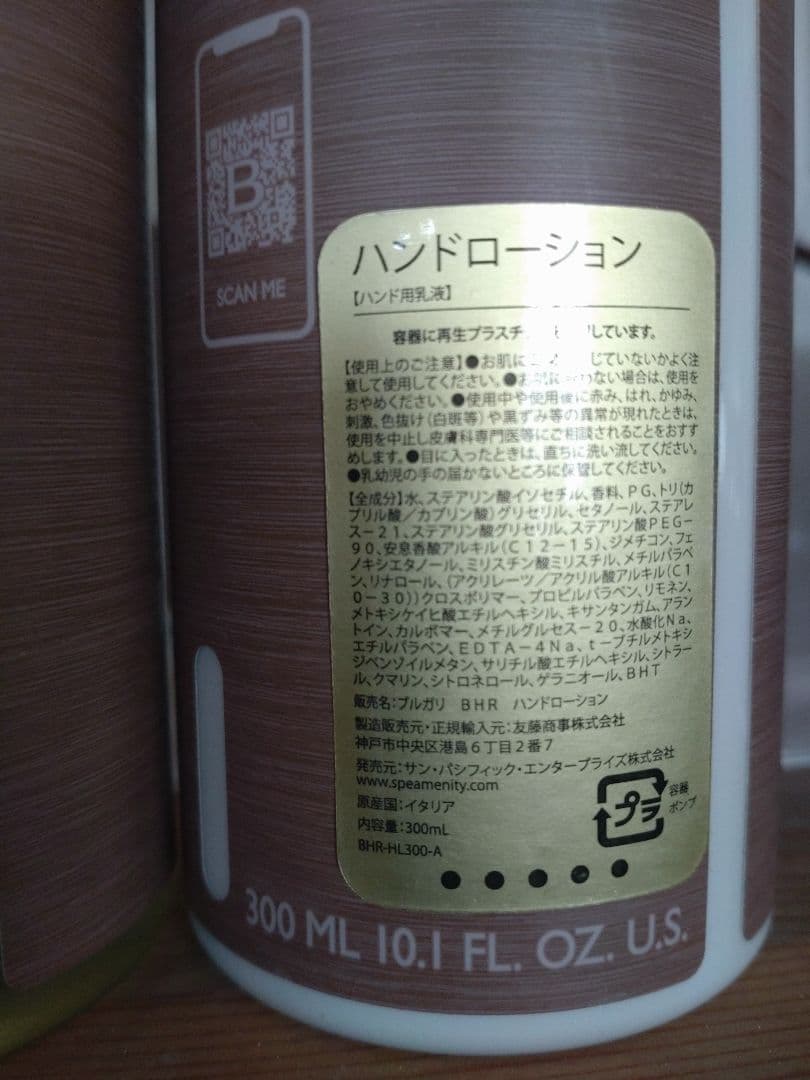 B
SCAN ME
ハンドローション
【ハンド用乳液】
容器に再生プラスチ しています。
【使用上のご注意】●お肌に じていないかよく注
意して使用してください。●お肌に合わない場合は、使用を
おやめください。●使用中や使用後に赤み、はれ、かゆみ、
刺激、色抜け(白斑等)や黒ずみ等の異常が現れたときは、
使用を中止し皮膚科専門医等にご相談されることをおすす
めします。●目に入ったときは、直ちに洗い流してください。
●乳幼児の手の届かないところに保管してください。
【全成分】水、ステアリン酸イソセチル、香料、PG、トリ(カ
プリル酸/カプリン酸)グリセリル、セタノール、ステアレ
ス-21、ステアリン酸グリセリル、ステアリン酸PEG-
90、安息香酸アルキル(C12-15)、ジメチコン、フェ
ノキシエタノール、ミリスチン酸ミリスチル、メチルパラベ
ン、リナロール、(アクリレーツ/アクリル酸アルキル(C1
0-30))クロスポリマー、プロピルパラベン、リモネン、
メトキシケイヒ酸エチルヘキシル、キサンタンガム、アラン
トイン、カルボマー、メチルグルセス-20、水酸化Na、
エチルパラベン、EDTA-4Na、t-ブチルメトキシ
ジベンゾイルメタン、サリチル酸エチルヘキシル、シトラー
ル、クマリン、シトロネロール、ゲラニオール、BHT
販売名:ブルガリ BHR ハンドローション
製造販売元・正規輸入元:友藤商事株式会社
神戸市中央区港島6丁目2番7
発売元:サン・パシフィック・エンタープライズ株式会社
www.speamenity.com
原産国:イタリア
内容量:300mL
BHR-HL300-A
プラ
容器
ポンプ
300 ML 10.1 FL. OZ. U.S.